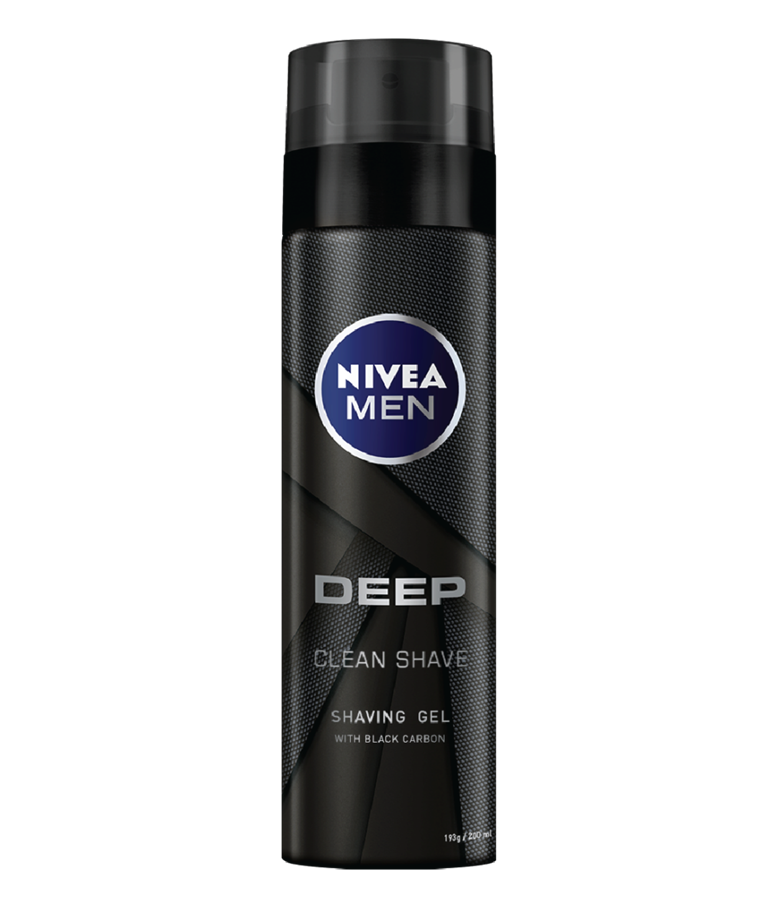 NIVEA
MEN
DEEP
CLEAN SHAVE
SHAVING GEL
WITH BLACK CARBON
193g / 200 ml